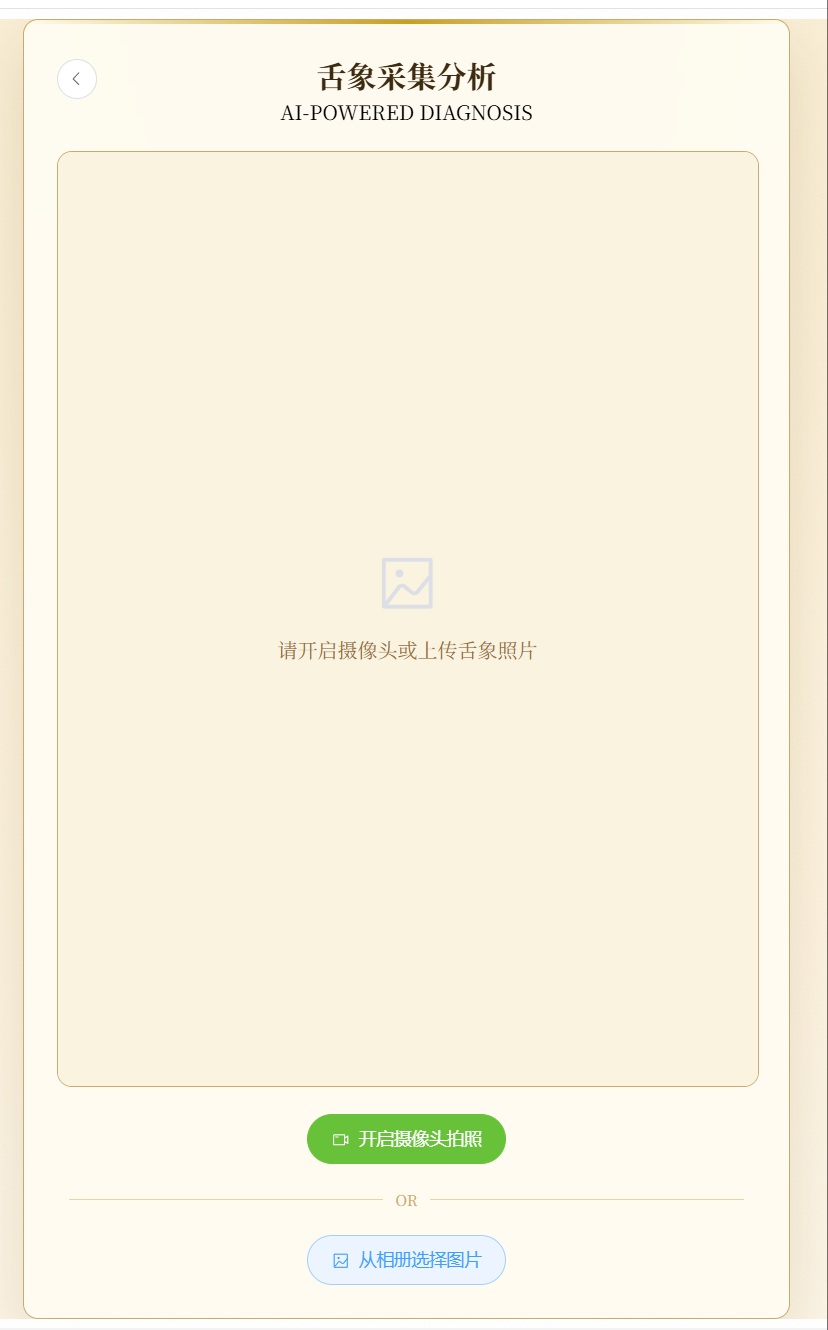 舌象采集分析
AI-POWERED DIAGNOSIS
请开启摄像头或上传舌象照片
开启摄像头拍照
OR
从相册选择图片